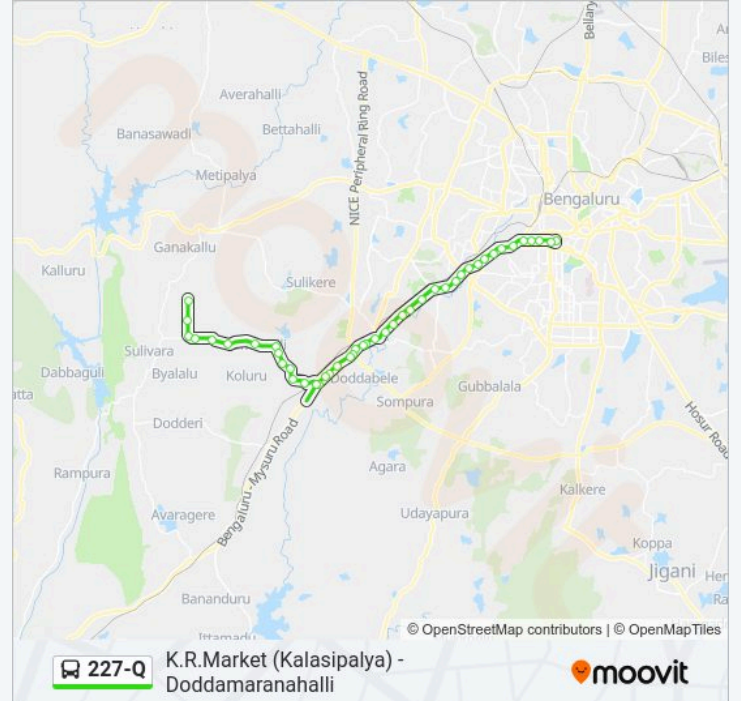 Bellary
Averahalli
Banasawadi
Bettahalli
Metipalya
NICE Peripheral Ring Road
Bengaluru
Ganakallu
Kalluru
Sulikere
Sulivara
Dabbaguli
Byalalu
Koluru
Doddabele
Gubbalala
Sompura
Dodderi
Hosur Road
Bengaluru - Mysuru Road
Agara
Rampura
Kalkere
Avaragere
Udayapura
Koppa
Jigani
Bananduru
Ittamadu
© OpenStreetMap contributors | © OpenMapTiles
227-Q
K.R.Market (Kalasipalya) -
Doddamaranahalli
moovit